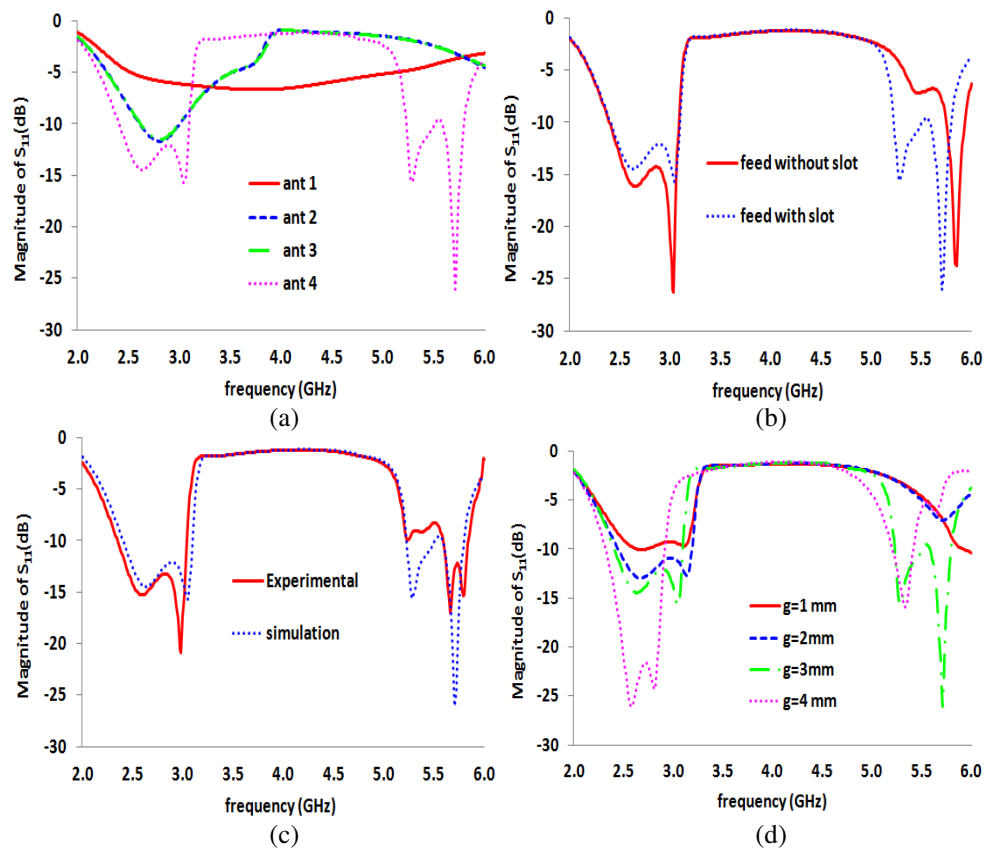 Magnitude of S11(dB)
0
-5
-10
-15
-20
-25
-30
ant 1
ant 2
ant 3
ant 4
2.0 2.5 3.0 3.5 4.0 4.5 5.0 5.5 6.0
frequency (GHz)
(a)
Magnitude of S11(dB)
0
-5
-10
-15
-20
-25
-30
feed without slot
feed with slot
2.0 2.5 3.0 3.5 4.0 4.5 5.0 5.5 6.0
frequency (GHz)
(b)
Magnitude of S11(dB)
0
-5
-10
-15
-20
-25
-30
Experimental
simulation
2.0 2.5 3.0 3.5 4.0 4.5 5.0 5.5 6.0
frequency (GHz)
(c)
Magnitude of S11(dB)
0
-5
-10
-15
-20
-25
-30
g=1 mm
g=2mm
g=3mm
g=4 mm
2.0 2.5 3.0 3.5 4.0 4.5 5.0 5.5 6.0
frequency (GHz)
(d)